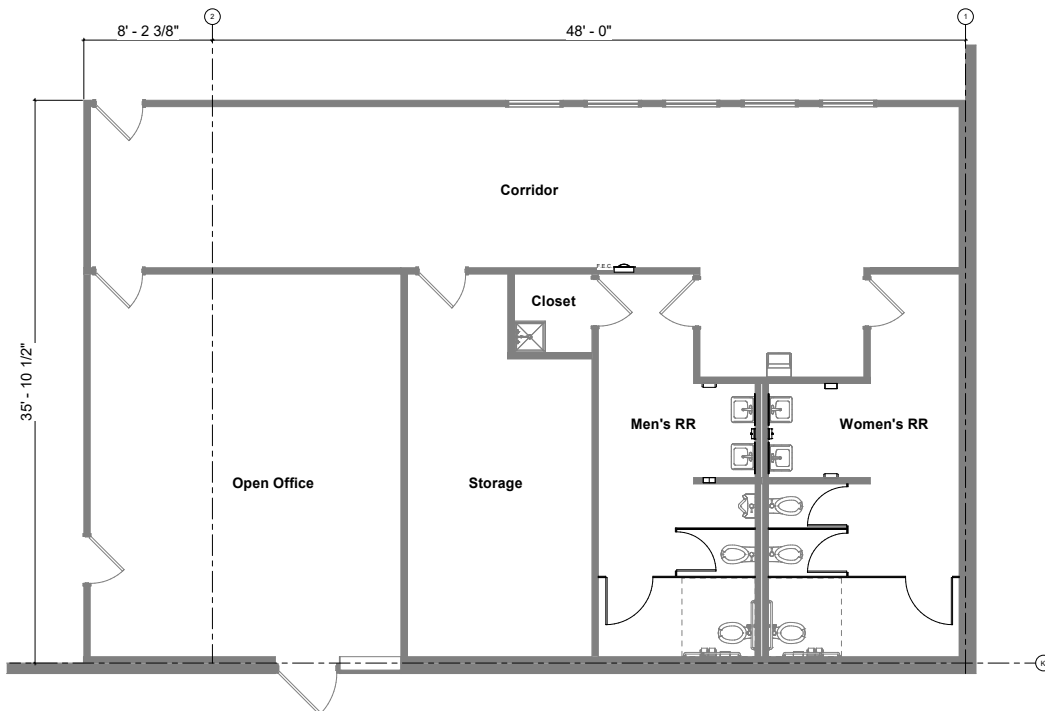 2
1
8' - 2 3/8"
48' - 0"
Corridor
F.E.C.
Closet
35' - 10 1/2"
Men's RR
Women's RR
Open Office
Storage
K